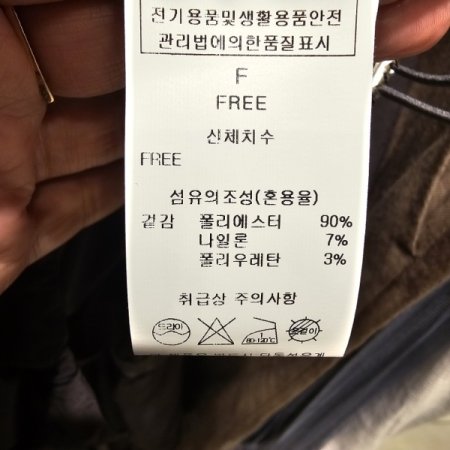 전기용품및생활용품안전
관리법에의한품질표시
F
FREE
신체치수
FREE
섬유의조성(혼용율)
겉감 폴리에스터 90%
나일론 7%
폴리우레탄 3%
취급상 주의사항
드라이 80-120℃